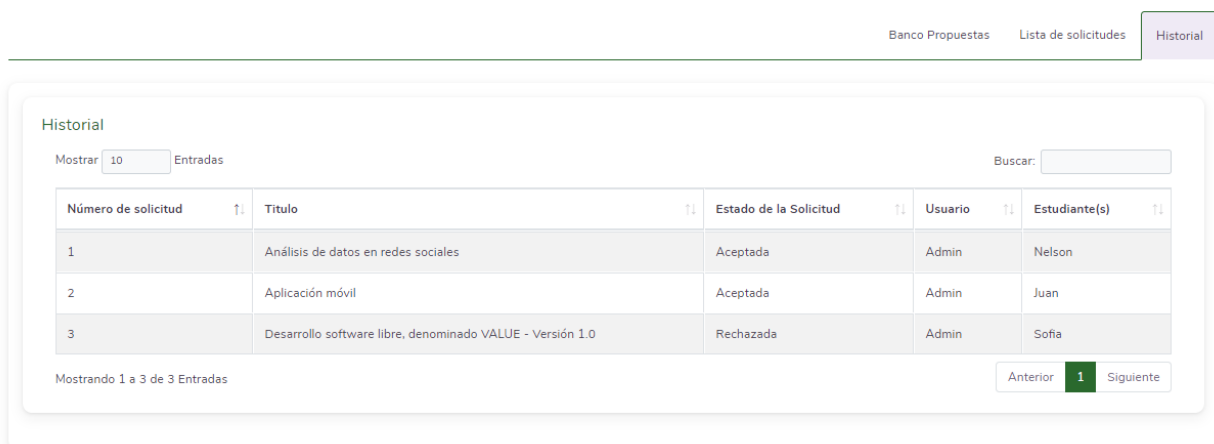 Banco Propuestas Lista de solicitudes Historial
Historial
Mostrar 10 Entradas Buscar:
Número de solicitud Titulo Estado de la Solicitud Usuario Estudiante(s)
1 Análisis de datos en redes sociales Aceptada Admin Nelson
2 Aplicación móvil Aceptada Admin Juan
3 Desarrollo software libre, denominado VALUE - Versión 1.0 Rechazada Admin Sofia
Mostrando 1 a 3 de 3 Entradas Anterior 1 Siguiente